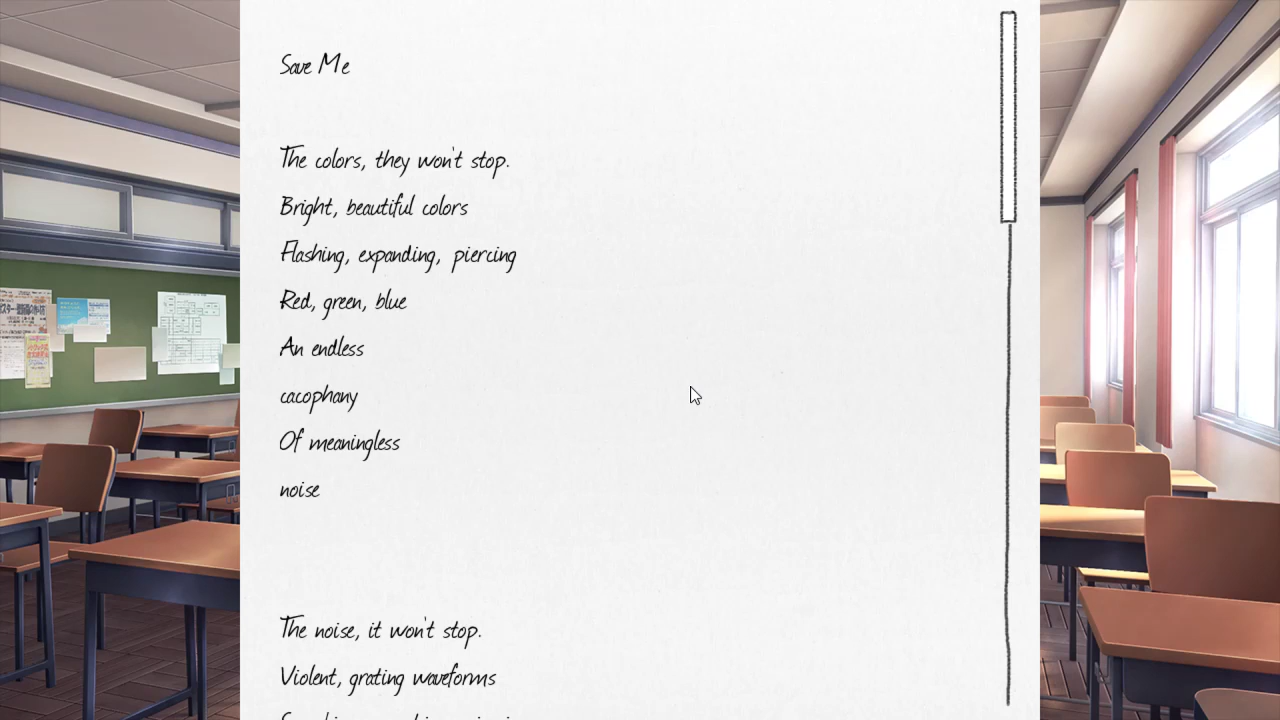 Save Me
The colors, they won't stop.
Bright, beautiful colors
Flashing, expanding, piercing
Red, green, blue
An endless
cacophany
Of meaningless
noise
The noise, it won't stop.
Violent, grating waveforms